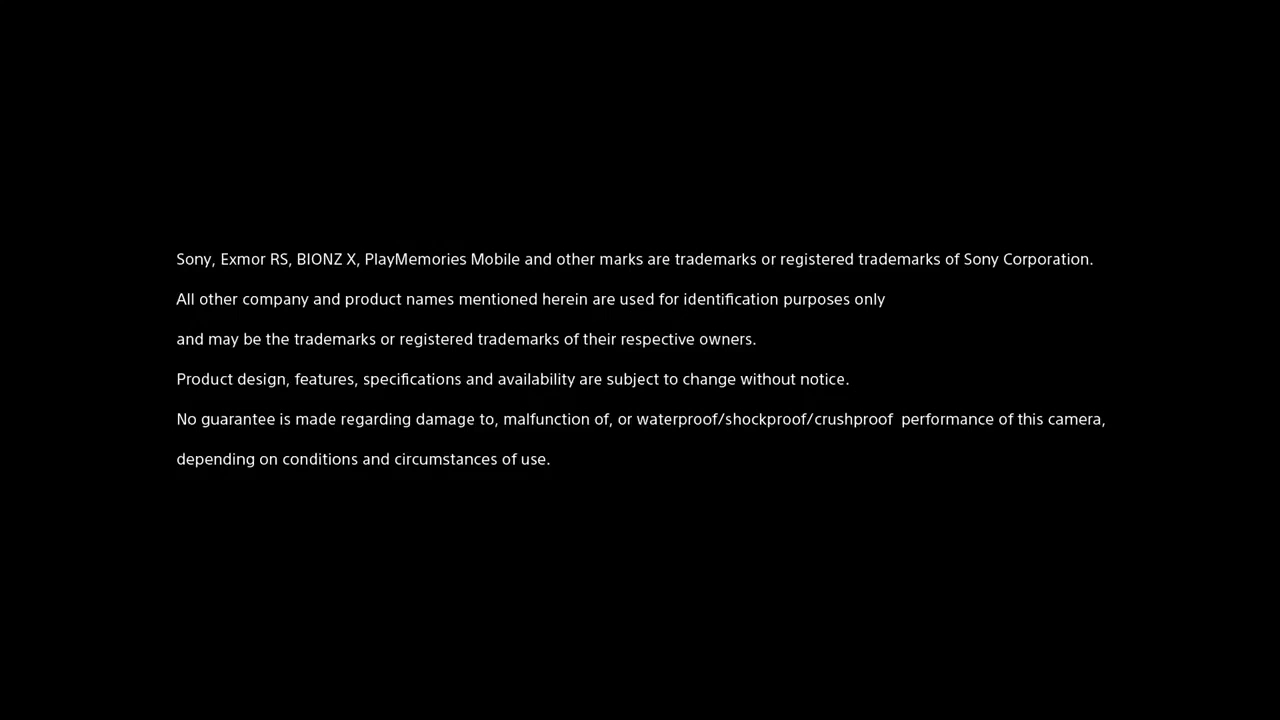 Sony, Exmor RS, BIONZ X, PlayMemories Mobile and other marks are trademarks or registered trademarks of Sony Corporation.
All other company and product names mentioned herein are used for identification purposes only
and may be the trademarks or registered trademarks of their respective owners.
Product design, features, specifications and availability are subject to change without notice.
No guarantee is made regarding damage to, malfunction of, or waterproof/shockproof/crushproof  performance of this camera,
depending on conditions and circumstances of use.